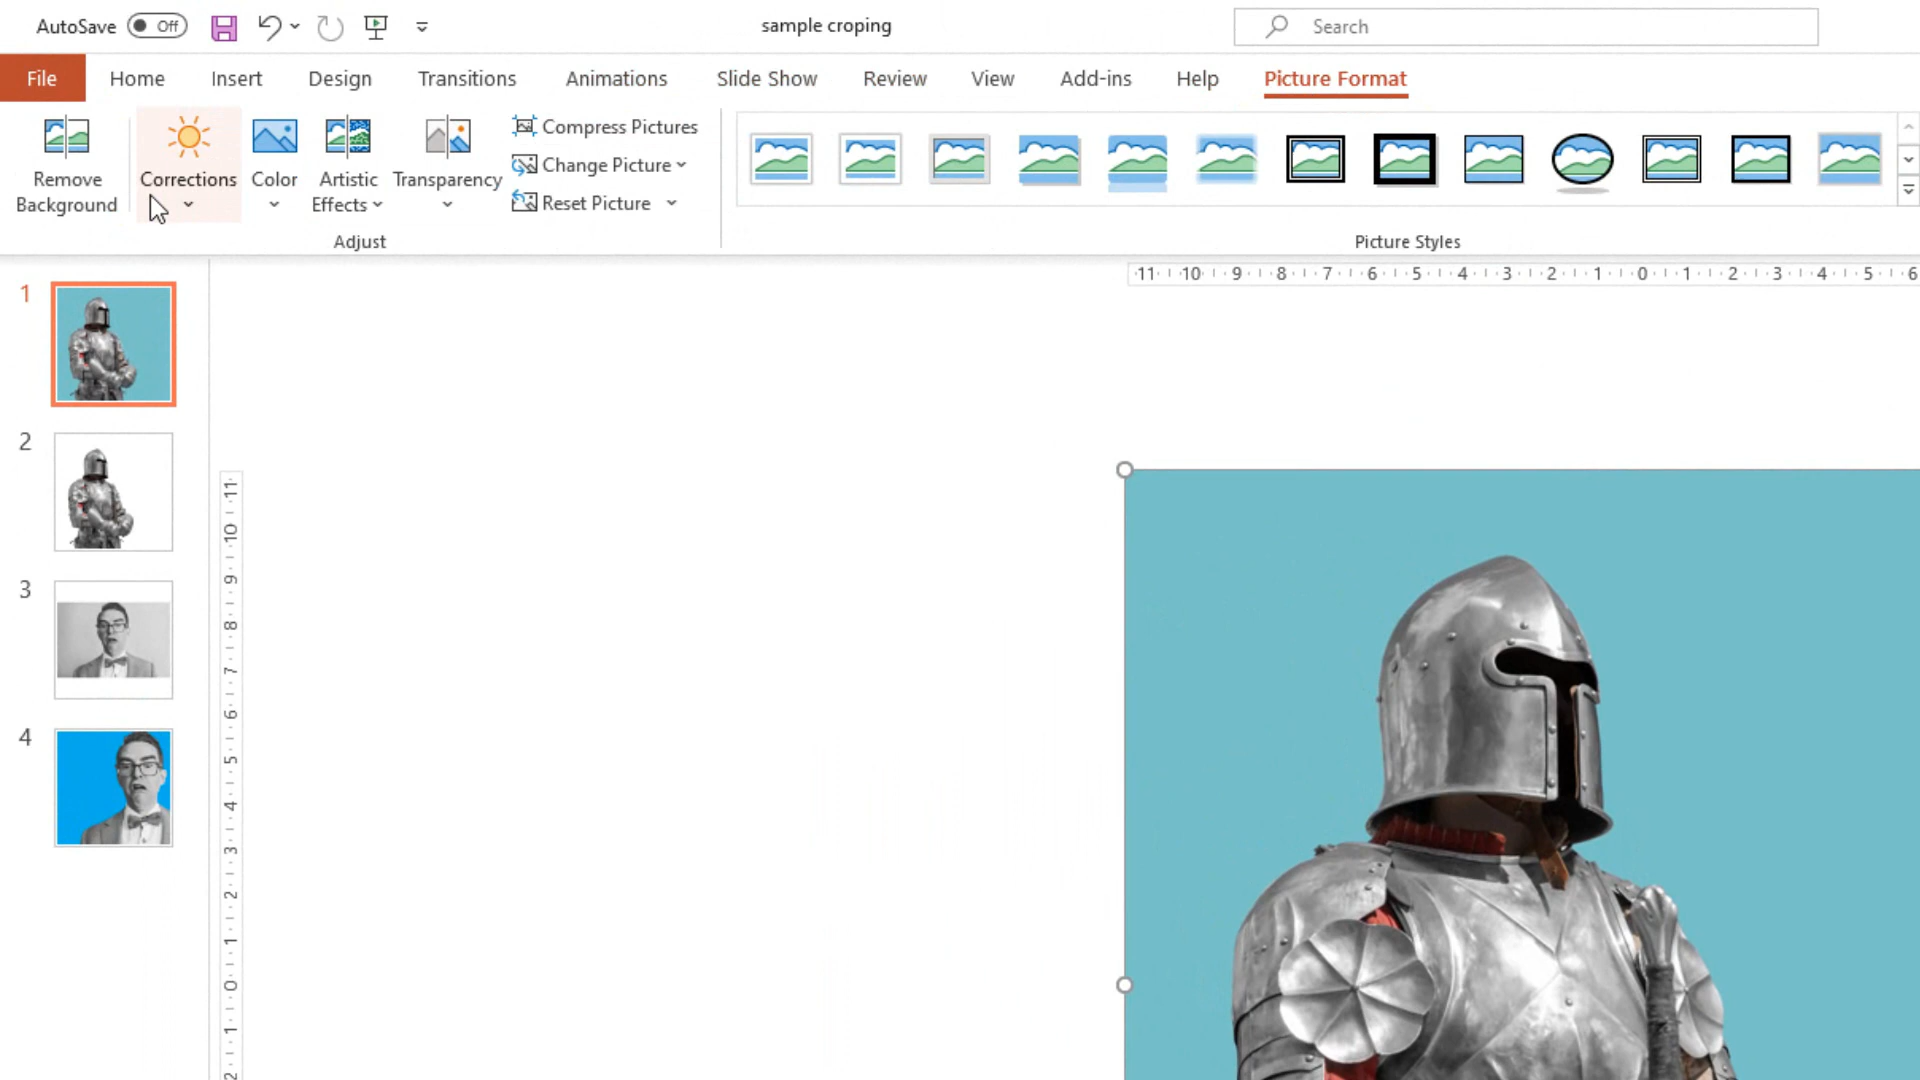 AutoSave Off sample croping Search
File Home Insert Design Transitions Animations Slide Show Review View Add-ins Help Picture Format
Remove Background
Corrections
Color
Artistic Effects
Transparency
Compress Pictures
Change Picture
Reset Picture
Adjust
Picture Styles
11 10 9 8 7 6 5 4 3 2 1 0 1 2 3 4 5 6
1
2
3
4
11 10 9 8 7 6 5 4 3 2 1 0 1 2